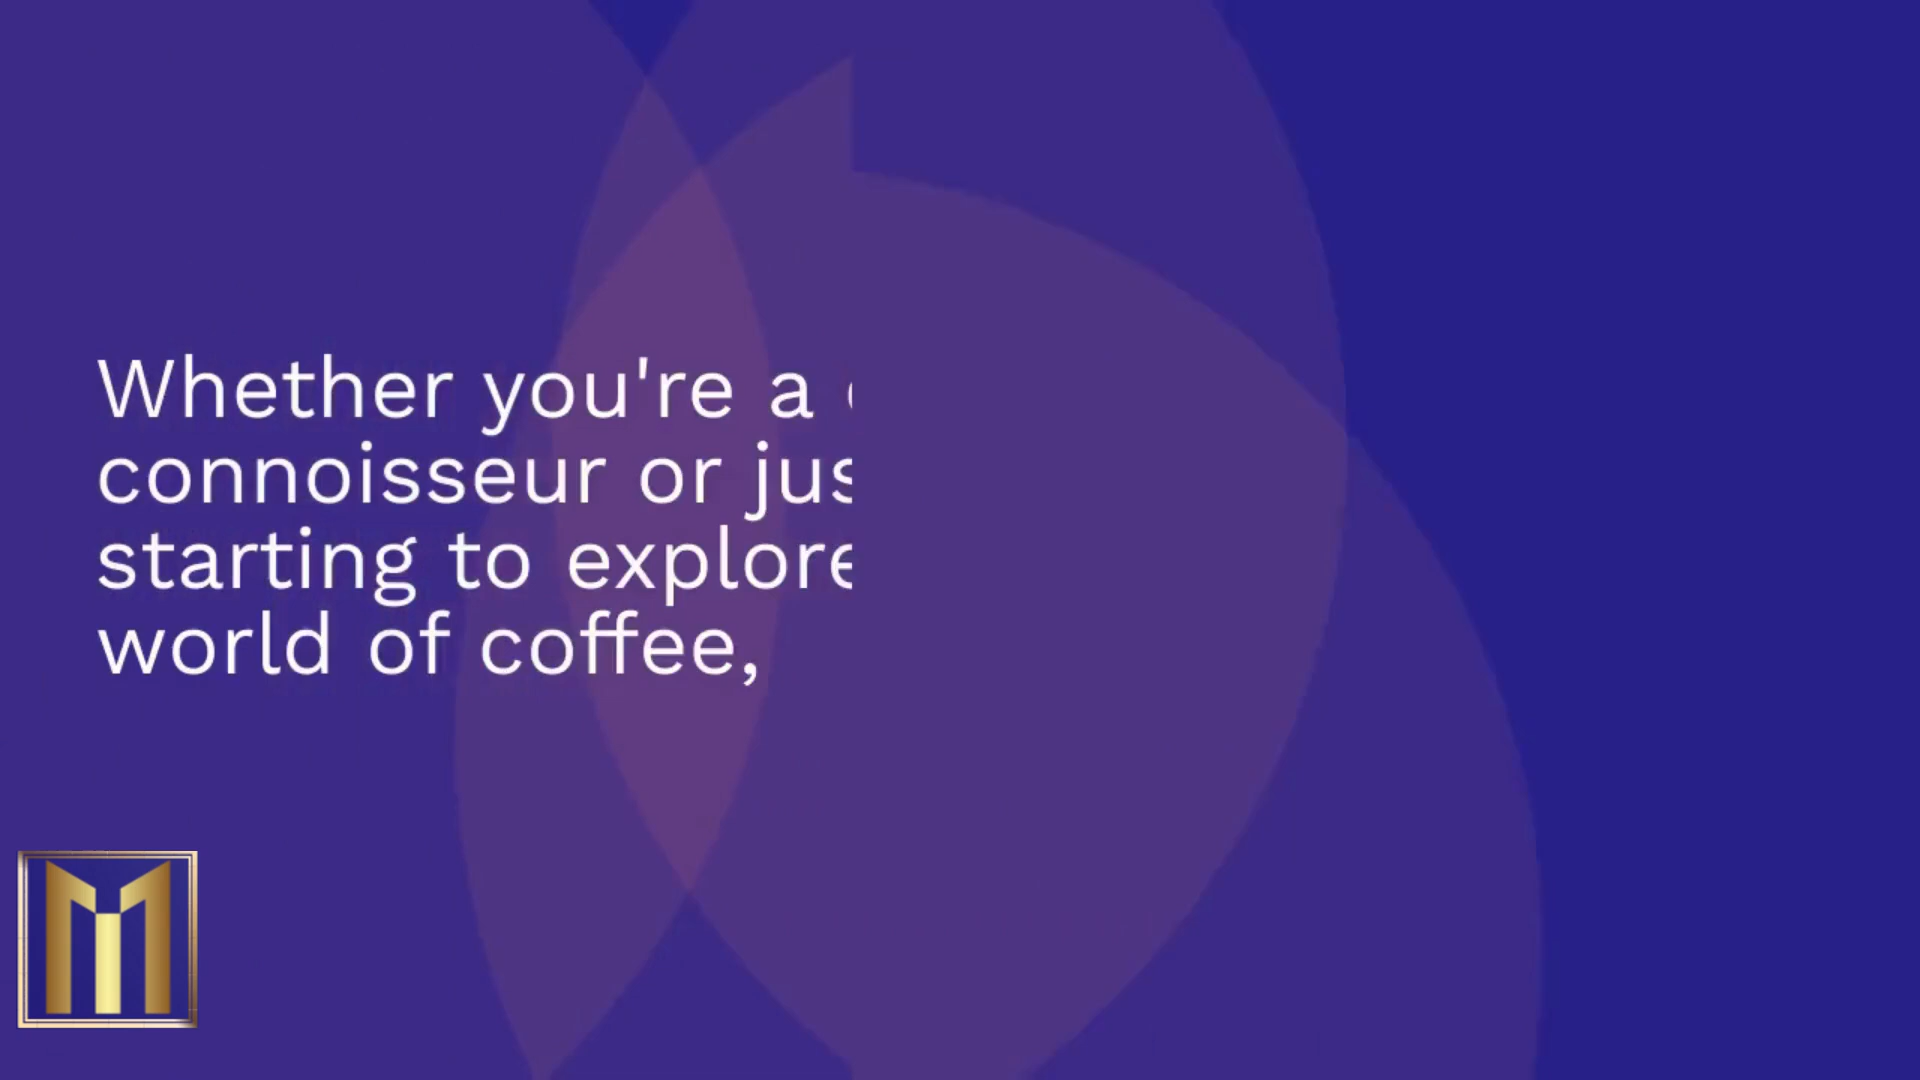 Whether you're a
connoisseur or jus
starting to explore
world of coffee,
M